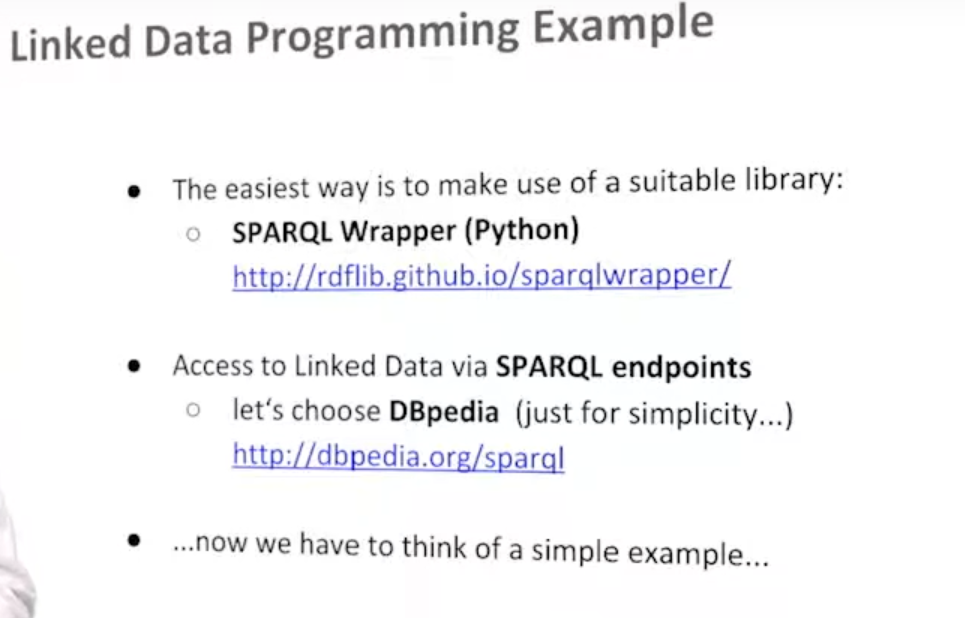 Linked Data Programming Example
● The easiest way is to make use of a suitable library:
○ SPARQL Wrapper (Python)
http://rdflib.github.io/sparqlwrapper/
● Access to Linked Data via SPARQL endpoints
○ let's choose DBpedia (just for simplicity...)
http://dbpedia.org/sparql
● ...now we have to think of a simple example...